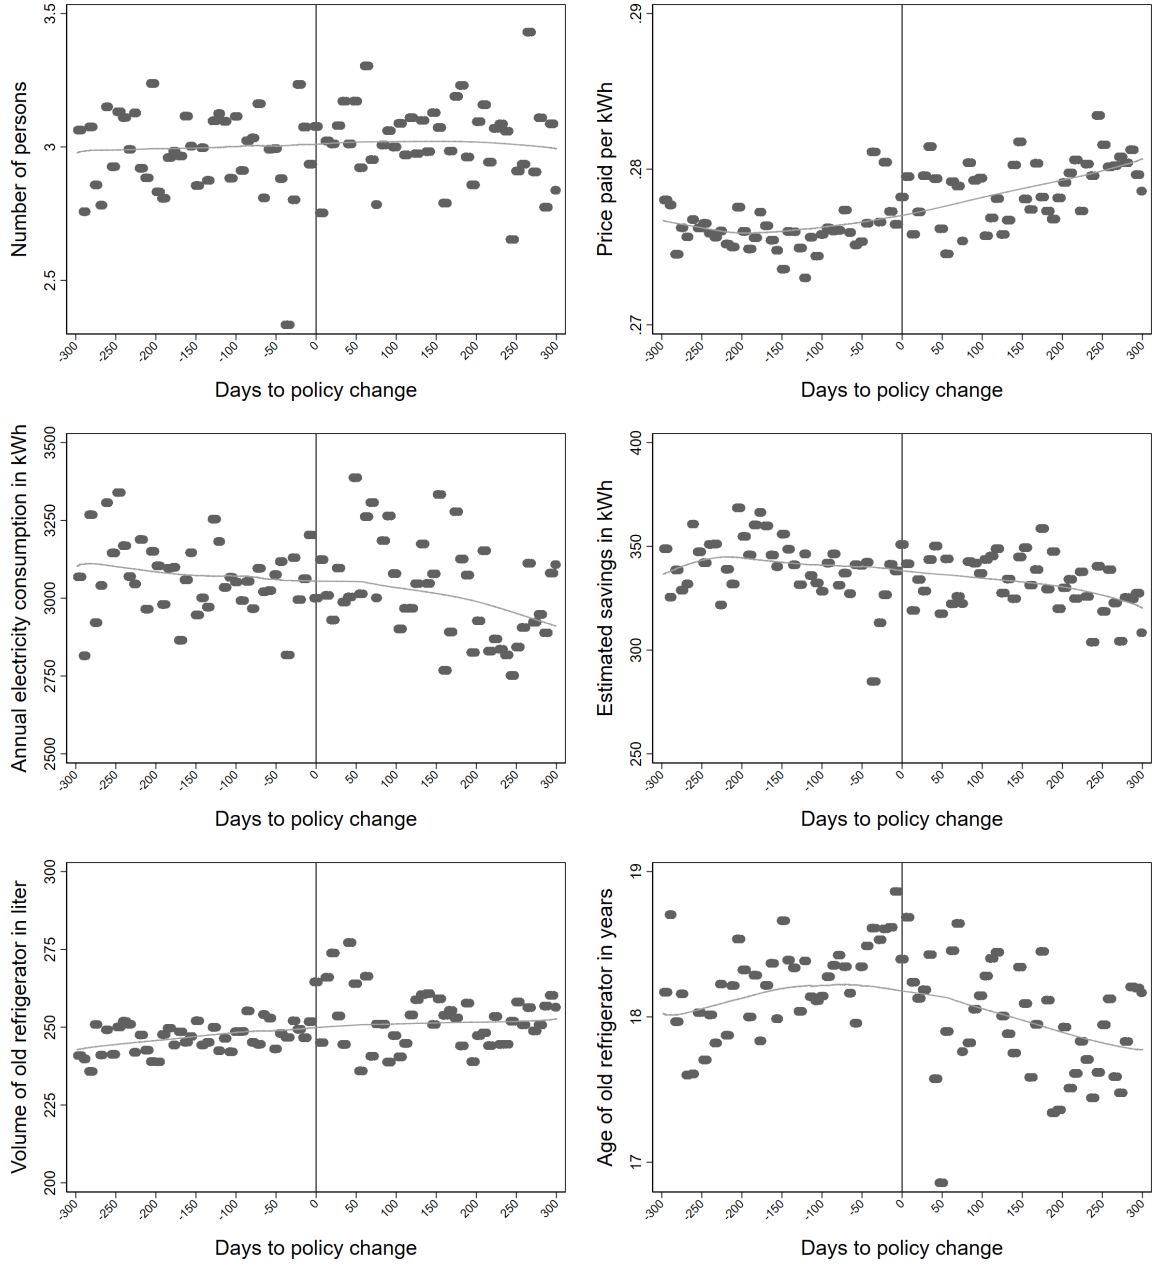 Number of persons
3.5
3
2.5
-300 -250 -200 -150 -100 -50 0 50 100 150 200 250 300
Days to policy change
Price paid per kWh
.29
.28
.27
-300 -250 -200 -150 -100 -50 0 50 100 150 200 250 300
Days to policy change
Annual electricity consumption in kWh
3500
3250
3000
2750
2500
-300 -250 -200 -150 -100 -50 0 50 100 150 200 250 300
Days to policy change
Estimated savings in kWh
400
350
300
250
-300 -250 -200 -150 -100 -50 0 50 100 150 200 250 300
Days to policy change
Volume of old refrigerator in liter
300
275
250
225
200
-300 -250 -200 -150 -100 -50 0 50 100 150 200 250 300
Days to policy change
Age of old refrigerator in years
19
18
17
-300 -250 -200 -150 -100 -50 0 50 100 150 200 250 300
Days to policy change